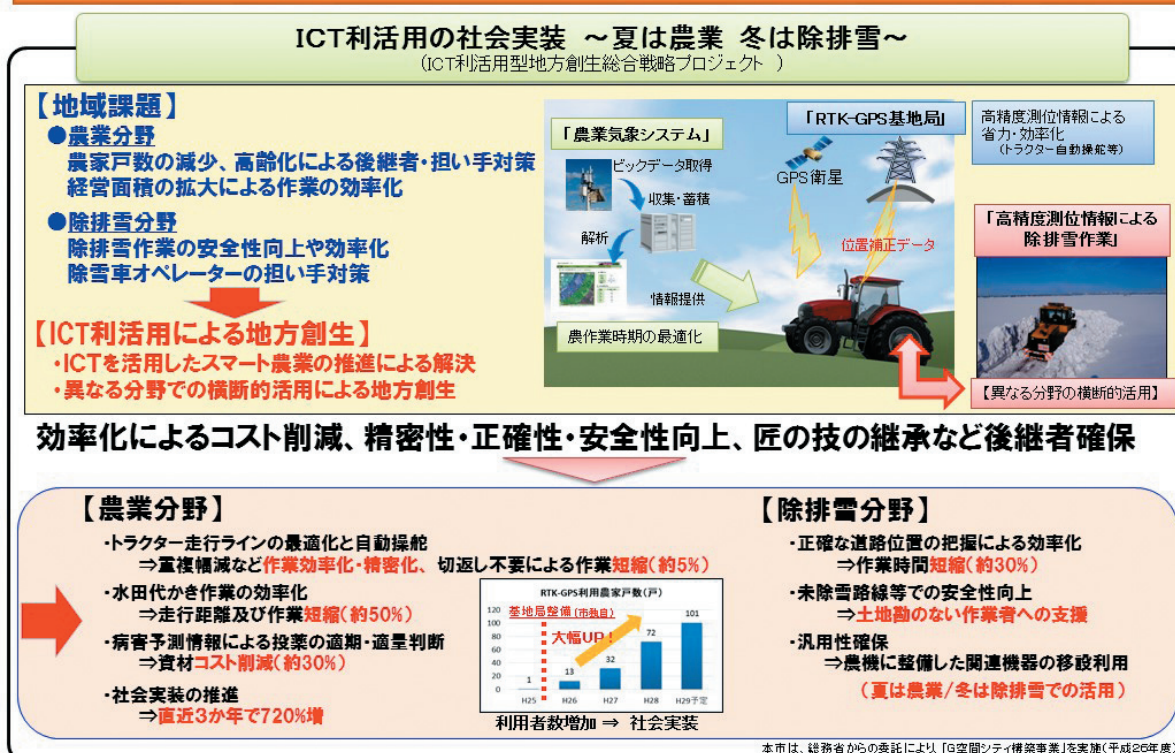 ICT利活用の社会実装 ～夏は農業 冬は除排雪～
(ICT利活用型地方創生総合戦略プロジェクト )
【地域課題】
●農業分野
農家戸数の減少、高齢化による後継者・担い手対策
経営面積の拡大による作業の効率化
●除排雪分野
除排雪作業の安全性向上や効率化
除雪車オペレーターの担い手対策
【ICT利活用による地方創生】
・ICTを活用したスマート農業の推進による解決
・異なる分野での横断的活用による地方創生
「農業気象システム」
ビックデータ取得
収集・蓄積
解析
情報提供
農作業時期の最適化
「RTK-GPS基地局」
GPS衛星
位置補正データ
高精度測位情報による
省力・効率化
(トラクター自動操舵等)
「高精度測位情報による
除排雪作業」
【異なる分野の横断的活用】
効率化によるコスト削減、精密性・正確性・安全性向上、匠の技の継承など後継者確保
【農業分野】
・トラクター走行ラインの最適化と自動操舵
⇒重複幅減など作業効率化・精密化、切返し不要による作業短縮(約5%)
・水田代かき作業の効率化
⇒走行距離及び作業短縮(約50%)
・病害予測情報による投薬の適期・適量判断
⇒資材コスト削減(約30%)
・社会実装の推進
⇒直近3か年で720%増
RTK-GPS利用農家戸数(戸)
基地局整備(市独自)
大幅UP!
120
100
80
60
40
20
0
1
13
32
72
101
H25
H26
H27
H28
H29予定
利用者数増加 ⇒ 社会実装
【除排雪分野】
・正確な道路位置の把握による効率化
⇒作業時間短縮(約30%)
・未除雪路線等での安全性向上
⇒土地勘のない作業者への支援
・汎用性確保
⇒農機に整備した関連機器の移設利用
(夏は農業/冬は除排雪での活用)
本市は、総務省からの委託により「G空間シティ構築事業」を実施(平成26年度)